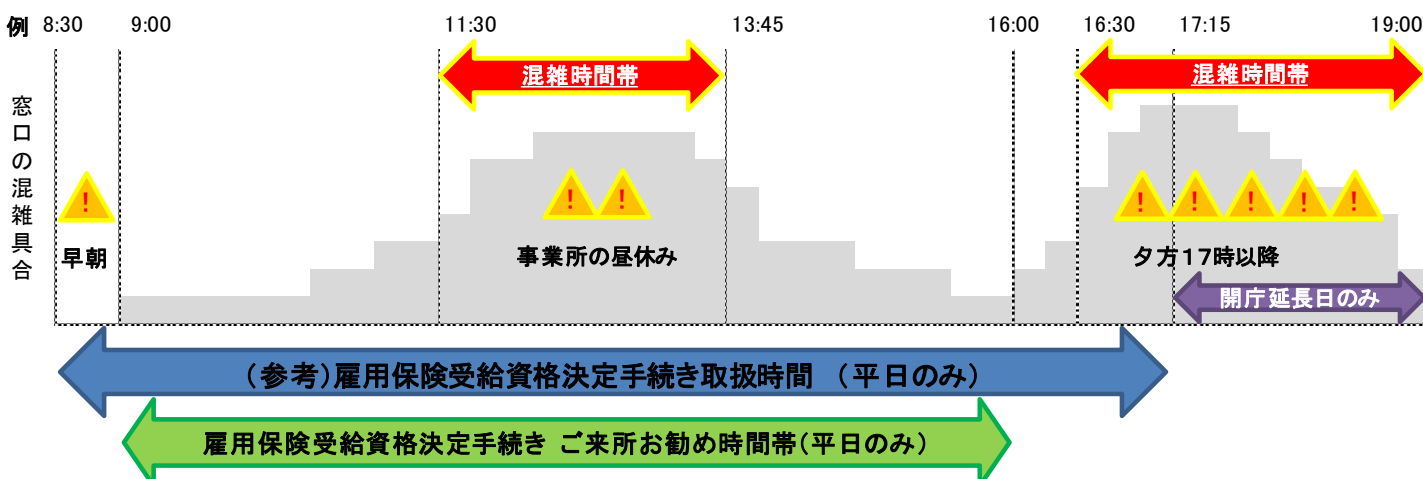 例 8:30 9:00 11:30 13:45 16:00 16:30 17:15 19:00
混雑時間帯
混雑時間帯
窓口の混雑具合
!
! !
! ! ! ! !
早朝
事業所の昼休み
夕方17時以降
開庁延長日のみ
(参考)雇用保険受給資格決定手続き取扱時間 (平日のみ)
雇用保険受給資格決定手続き ご来所お勧め時間帯(平日のみ)